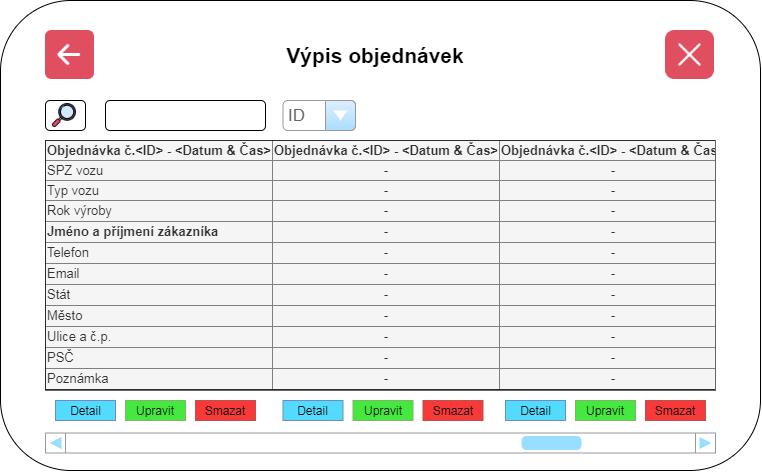 Výpis objednávek
ID
Objednávka č.<ID> - <Datum & Čas> Objednávka č.<ID> - <Datum & Čas> Objednávka č.<ID> - <Datum & Čas
SPZ vozu - -
Typ vozu - -
Rok výroby - -
Jméno a příjmení zákazníka - -
Telefon - -
Email - -
Stát - -
Město - -
Ulice a č.p. - -
PSČ - -
Poznámka - -
Detail Upravit Smazat Detail Upravit Smazat Detail Upravit Smazat